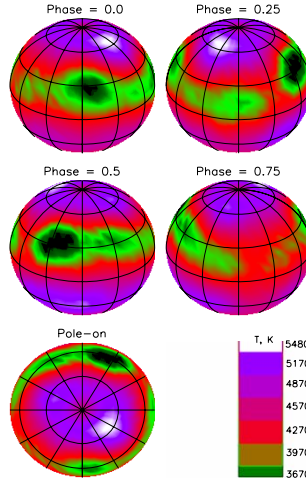 Phase = 0.0
Phase = 0.25
Phase = 0.5
Phase = 0.75
Pole-on
T, K
5480
5170
4870
4570
4270
3970
3670